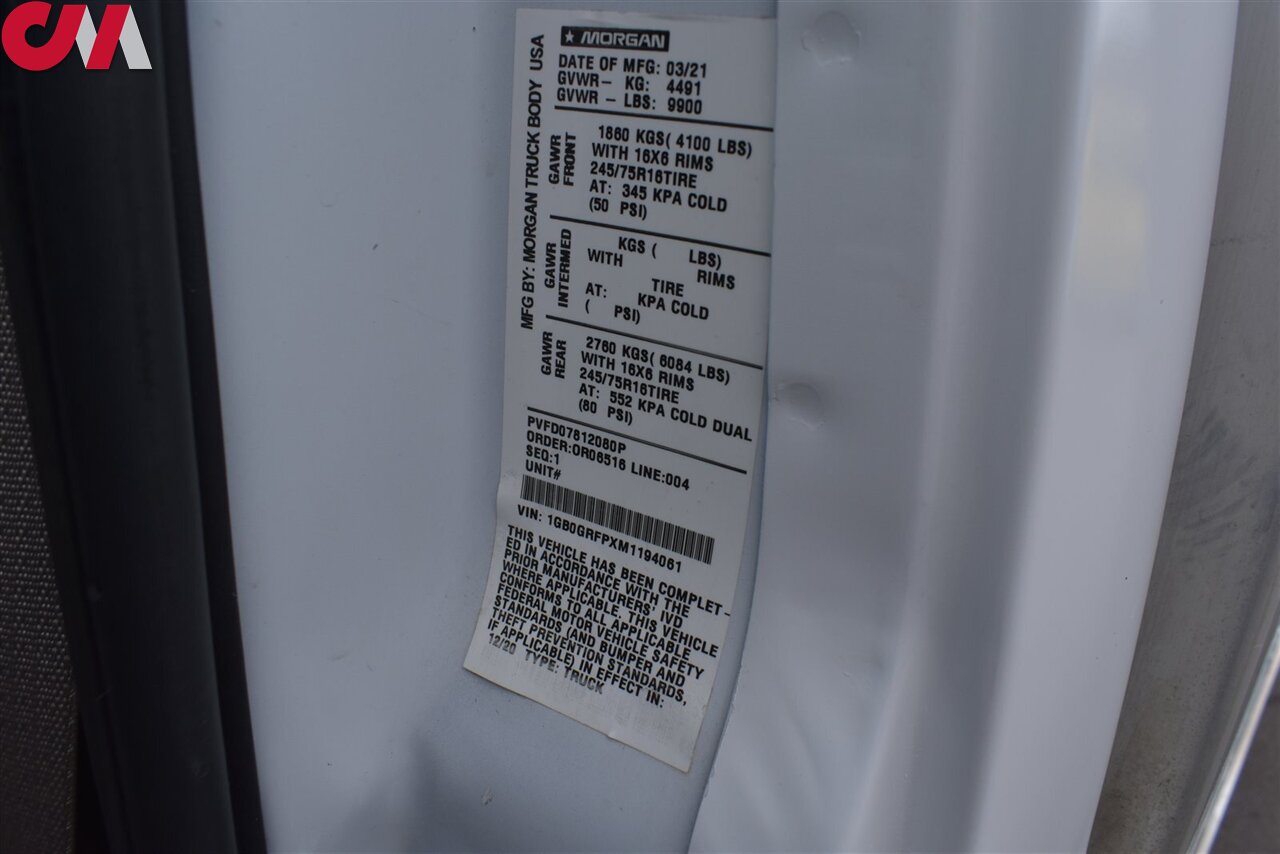 CM
★ MORGAN
MFG BY: MORGAN TRUCK BODY USA
DATE OF MFG: 03/21
GVWR- KG: 4491
GVWR - LBS: 9900
GAWR
FRONT
1860 KGS( 4100 LBS)
WITH 16X6 RIMS
245/75R16TIRE
AT: 345 KPA COLD
(50 PSI)
GAWR
INTERMED
KGS ( LBS)
WITH RIMS
TIRE
AT: KPA COLD
( PSI)
GAWR
REAR
2760 KGS( 6084 LBS)
WITH 16X6 RIMS
245/75R16TIRE
AT: 552 KPA COLD DUAL
(80 PSI)
PVFD07812080P
ORDER:OR06516 LINE:004
SEQ:1
UNIT#
VIN: 1GB0GRFPXM1194061
THIS VEHICLE HAS BEEN COMPLET-
ED IN ACCORDANCE WITH THE
PRIOR MANUFACTURERS' IVD
WHERE APPLICABLE. THIS VEHICLE
CONFORMS TO ALL APPLICABLE
FEDERAL MOTOR VEHICLE SAFETY
STANDARDS (AND BUMPER AND
THEFT PREVENTION STANDARDS,
IF APPLICABLE) IN EFFECT IN:
12/20 TYPE: TRUCK